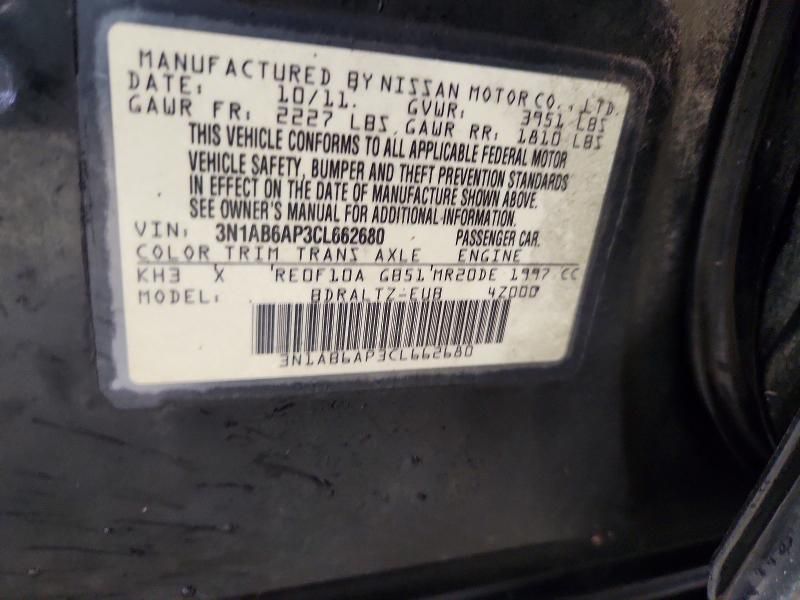 MANUFACTURED BY NISSAN MOTOR CO., LTD.
DATE: 10/11. GVWR: 3951 LBS
GAWR FR: 2227 LBS, GAWR RR: 1810 LBS
THIS VEHICLE CONFORMS TO ALL APPLICABLE FEDERAL MOTOR
VEHICLE SAFETY, BUMPER AND THEFT PREVENTION STANDARDS
IN EFFECT ON THE DATE OF MANUFACTURE SHOWN ABOVE.
SEE OWNER'S MANUAL FOR ADDITIONAL INFORMATION.
VIN: 3N1AB6AP3CL662680 PASSENGER CAR.
COLOR TRIM TRANS AXLE ENGINE
KH3 X 'RE0F10A GB51'MR20DE 1997 CC
MODEL: BDRALTZ-EUB 4Z000
3N1AB6AP3CL662680